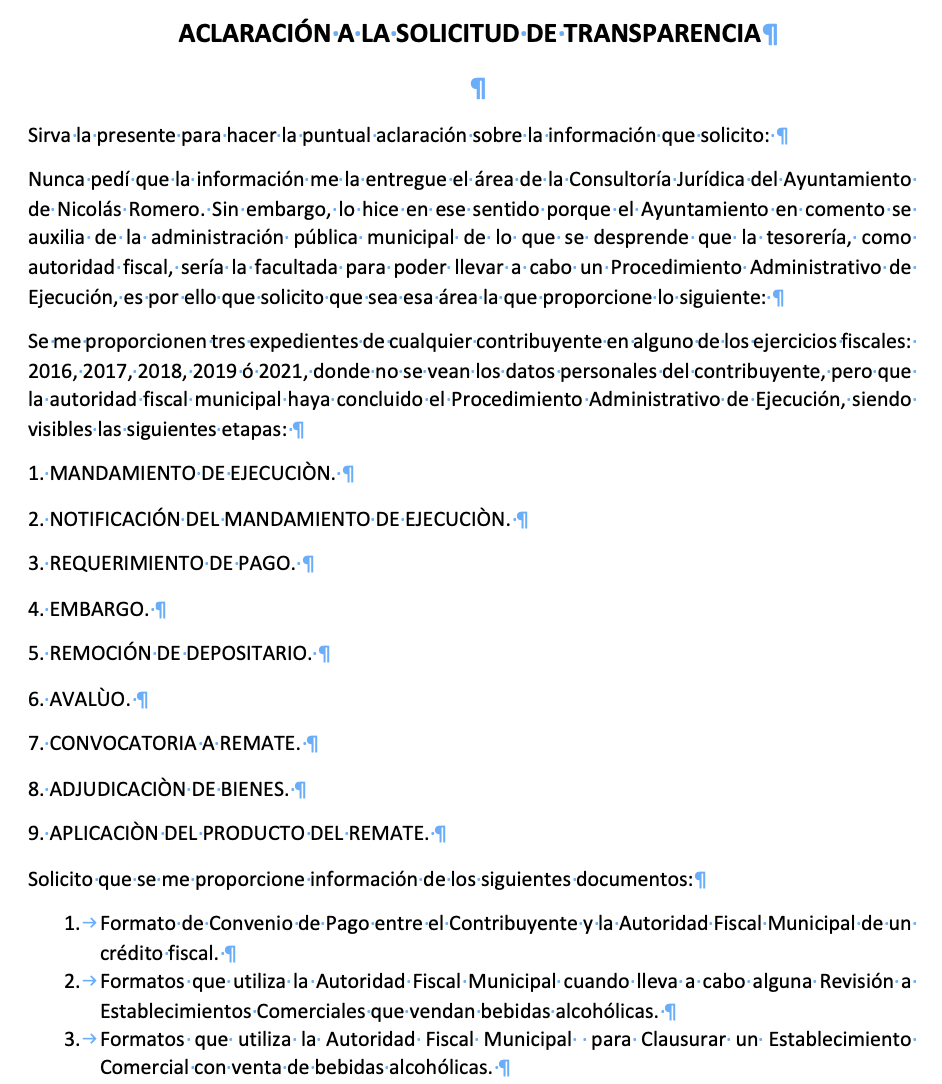 ACLARACIÓN A LA SOLICITUD DE TRANSPARENCIA¶
¶
Sirva la presente para hacer la puntual aclaración sobre la información que solicito: ¶
Nunca pedí que la información me la entregue el área de la Consultoría Jurídica del Ayuntamiento
de Nicolás Romero. Sin embargo, lo hice en ese sentido porque el Ayuntamiento en comento se
auxilia de la administración pública municipal de lo que se desprende que la tesorería, como
autoridad fiscal, sería la facultada para poder llevar a cabo un Procedimiento Administrativo de
Ejecución, es por ello que solicito que sea esa área la que proporcione lo siguiente: ¶
Se me proporcionen tres expedientes de cualquier contribuyente en alguno de los ejercicios fiscales:
2016, 2017, 2018, 2019 ó 2021, donde no se vean los datos personales del contribuyente, pero que
la autoridad fiscal municipal haya concluido el Procedimiento Administrativo de Ejecución, siendo
visibles las siguientes etapas: ¶
1. MANDAMIENTO DE EJECUCIÒN. ¶
2. NOTIFICACIÓN DEL MANDAMIENTO DE EJECUCIÒN. ¶
3. REQUERIMIENTO DE PAGO. ¶
4. EMBARGO. ¶
5. REMOCIÓN DE DEPOSITARIO. ¶
6. AVALÙO. ¶
7. CONVOCATORIA A REMATE. ¶
8. ADJUDICACIÒN DE BIENES. ¶
9. APLICACIÒN DEL PRODUCTO DEL REMATE. ¶
Solicito que se me proporcione información de los siguientes documentos:¶
1.→Formato de Convenio de Pago entre el Contribuyente y la Autoridad Fiscal Municipal de un
crédito fiscal. ¶
2.→Formatos que utiliza la Autoridad Fiscal Municipal cuando lleva a cabo alguna Revisión a
Establecimientos Comerciales que vendan bebidas alcohólicas. ¶
3.→Formatos que utiliza la Autoridad Fiscal Municipal para Clausurar un Establecimiento
Comercial con venta de bebidas alcohólicas. ¶